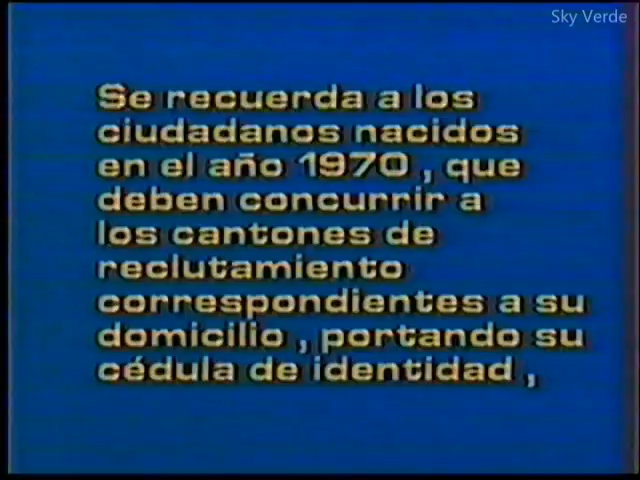 Sky Verde
Se recuerda a los
ciudadanos nacidos
en el año 1970 , que
deben concurrir a
los cantones de
reclutamiento
correspondientes a su
domicilio , portando su
cédula de identidad ,